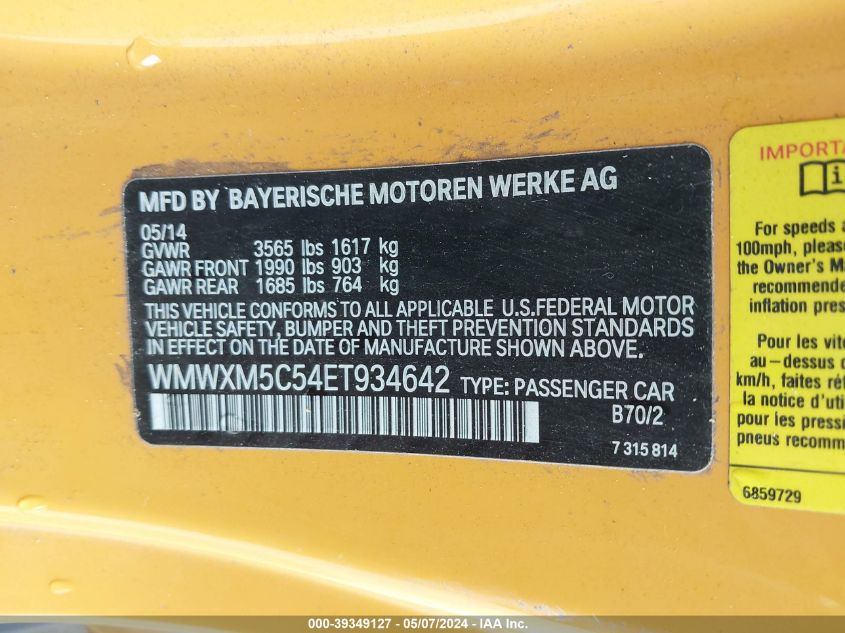 MFD BY BAYERISCHE MOTOREN WERKE AG
05/14
GVWR 3565 lbs 1617 kg
GAWR FRONT 1990 lbs 903 kg
GAWR REAR 1685 lbs 764 kg
THIS VEHICLE CONFORMS TO ALL APPLICABLE U.S.FEDERAL MOTOR
VEHICLE SAFETY, BUMPER AND THEFT PREVENTION STANDARDS
IN EFFECT ON THE DATE OF MANUFACTURE SHOWN ABOVE.
WMWXM5C54ET934642 TYPE: PASSENGER CAR
B70/2
7 315 814
IMPORTA
i
For speeds a
100mph, please
the Owner's Ma
recommende
inflation pres
Pour les vite
au-dessus d
km/h, faites réf
la notice d'uti
pour les pressi
pneus recomm
6859729
000-39349127 - 05/07/2024 - IAA Inc.